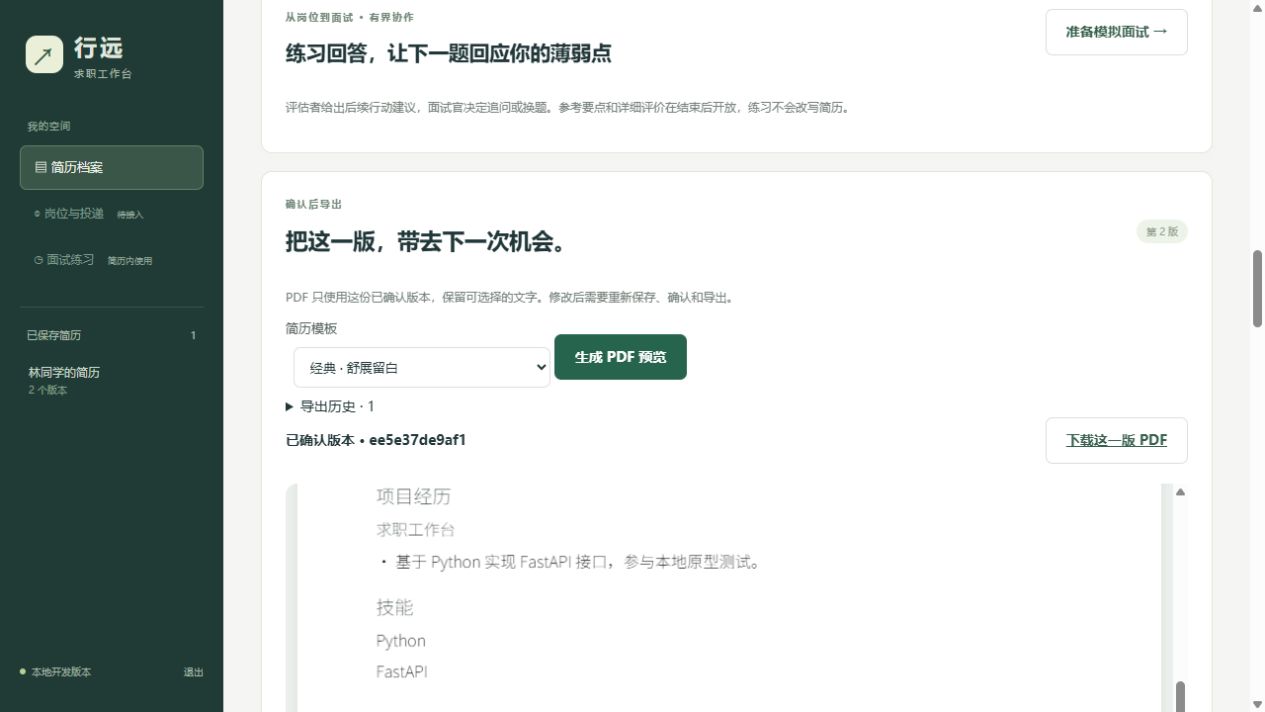 行远
求职工作台
我的空间
简历档案
岗位与投递 待接入
面试练习 简历内使用
已保存简历 1
林同学的简历
2 个版本
本地开发版本 退出
从岗位到面试 • 有界协作
练习回答，让下一题回应你的薄弱点
准备模拟面试 →
评估者给出后续行动建议，面试官决定追问或换题。参考要点和详细评价在结束后开放，练习不会改写简历。
确认后导出
把这一版，带去下一次机会。
第 2 版
PDF 只使用这份已确认版本，保留可选择的文字。修改后需要重新保存、确认和导出。
简历模板
经典 · 舒展留白
生成 PDF 预览
▶ 导出历史 · 1
已确认版本 • ee5e37de9af1
下载这一版 PDF
项目经历
求职工作台
• 基于 Python 实现 FastAPI 接口，参与本地原型测试。
技能
Python
FastAPI